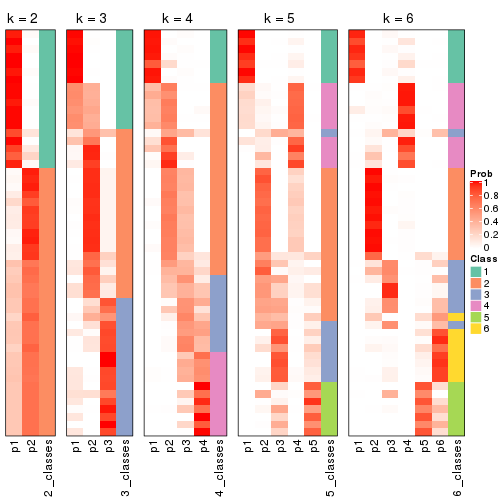 k = 2
k = 3
k = 4
k = 5
k = 6
Prob
1
0.8
0.6
0.4
0.2
0
Class
1
2
3
4
5
6
p1
p2
2_classes
p1
p2
p3
3_classes
p1
p2
p3
p4
4_classes
p1
p2
p3
p4
p5
5_classes
p1
p2
p3
p4
p5
p6
6_classes